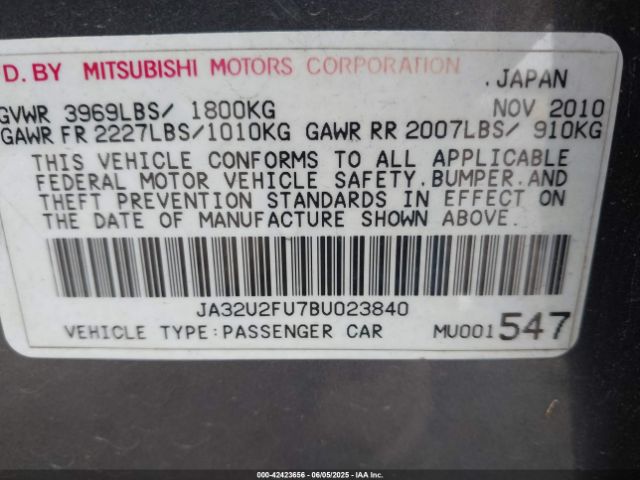 D. BY MITSUBISHI MOTORS CORPORATION
.JAPAN
GVWR 3969LBS/ 1800KG NOV 2010
GAWR FR 2227LBS/1010KG GAWR RR 2007LBS/ 910KG
THIS VEHICLE CONFORMS TO ALL APPLICABLE
FEDERAL MOTOR VEHICLE SAFETY.BUMPER.AND
THEFT PREVENTION STANDARDS IN EFFECT ON
THE DATE OF MANUFACTURE SHOWN ABOVE.
JA32U2FU7BU023840
VEHICLE TYPE:PASSENGER CAR MU001547
000-42423656 - 06/05/2025 - IAA Inc.